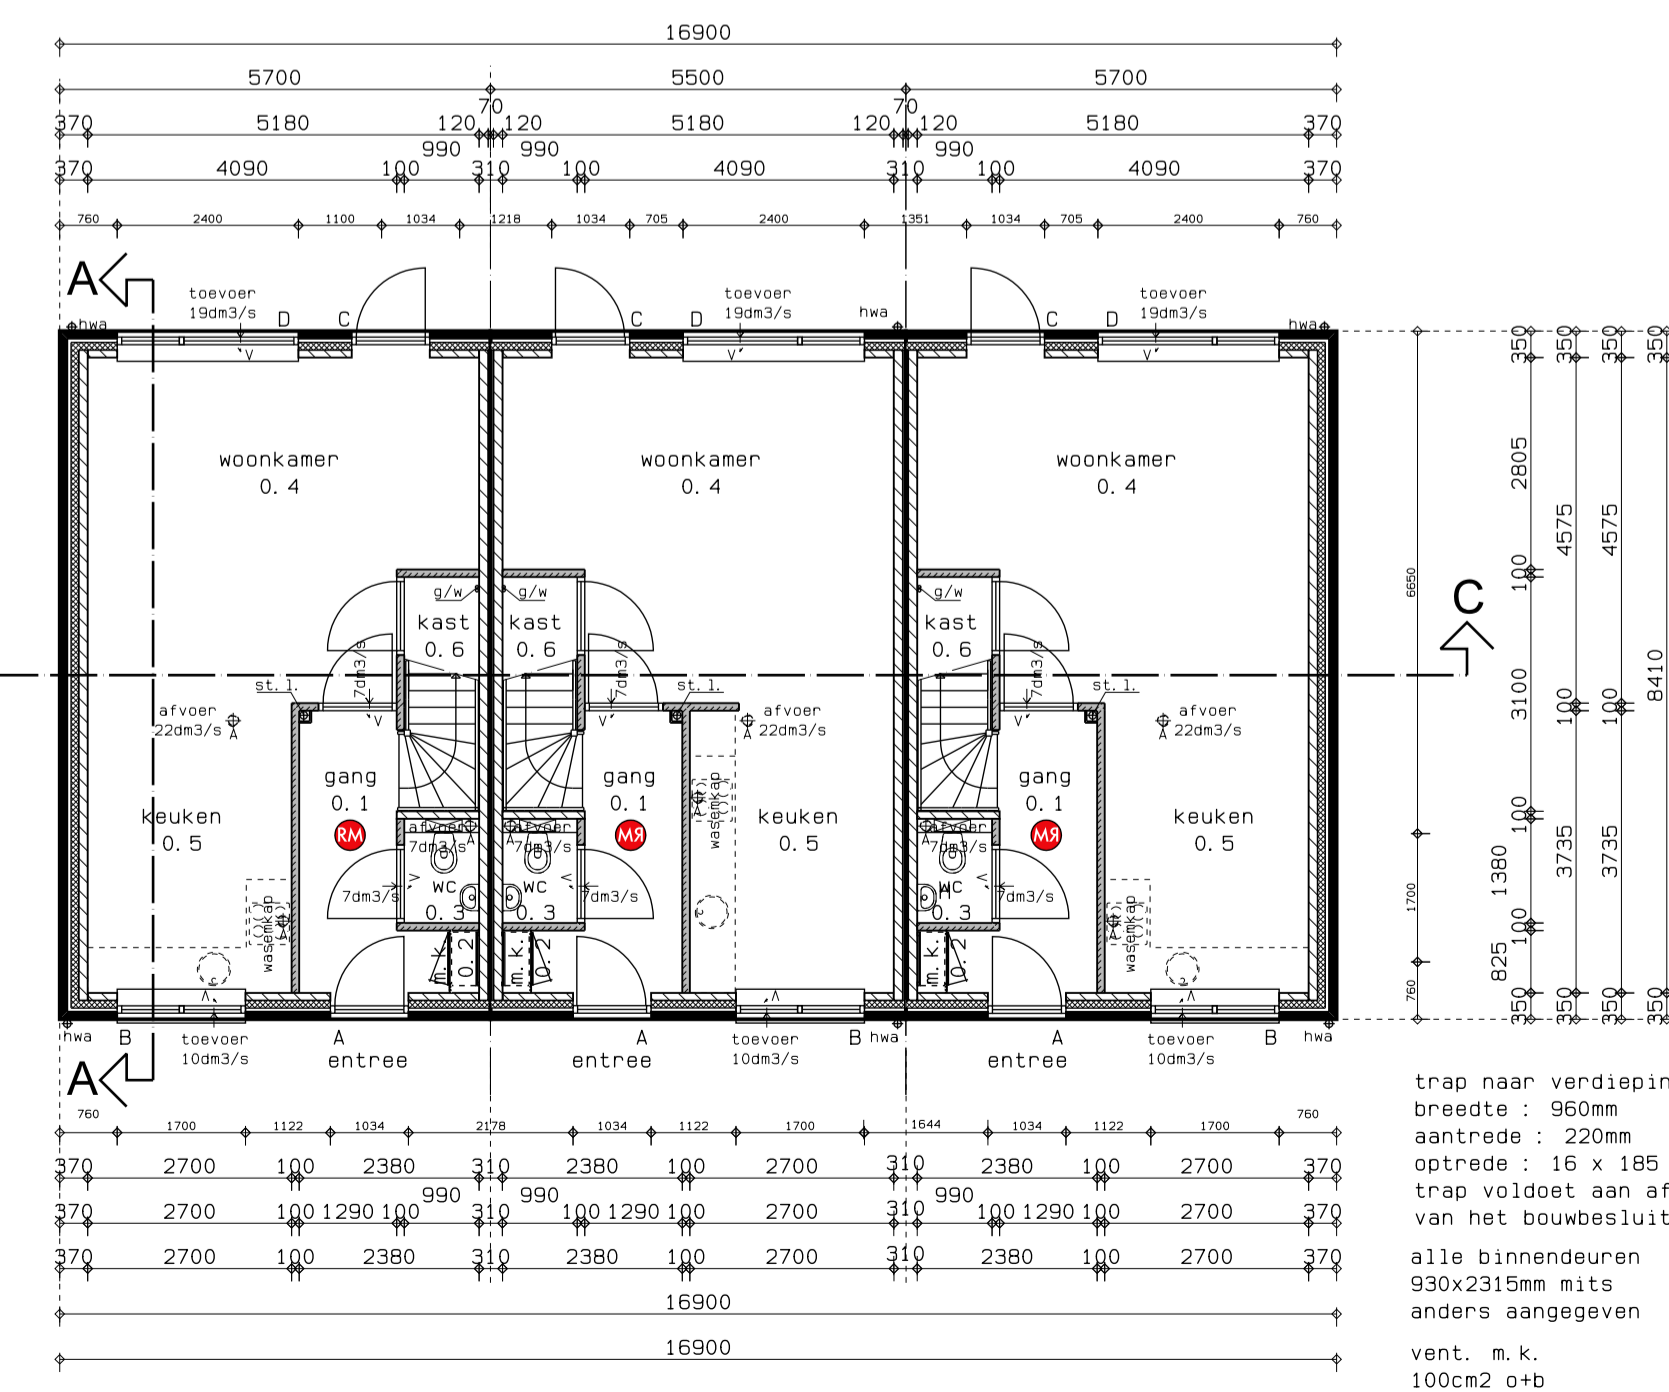 16900
5700 5500 5700
70 70
370 5180 120 120 5180 120 120 5180 370
990 990 990
370 4090 100 310 100 4090 310 100 4090 370
760 2400 1100 1034 1218 1034 705 2400 1351 1034 705 2400 760
A
toevoer toevoer toevoer
19dm3/s 19dm3/s 19dm3/s
hwa D C C D hwa C D hwa
V V V
woonkamer woonkamer woonkamer
0.4 0.4 0.4
g/w g/w g/w
kast kast kast
0.6 0.6 0.6
7dm3/s 7dm3/s 7dm3/s
C
st.l. st.l. st.l.
afvoer afvoer afvoer
22dm3/s 22dm3/s 22dm3/s
A A A
V V V
gang gang gang
0.1 0.1 0.1
keuken keuken keuken
0.5 0.5 0.5
RM MR MR
afvoer afvoer afvoer
7dm3/s 7dm3/s 7dm3/s
wc wc wc
7dm3/s 7dm3/s 7dm3/s
0.3 0.3 0.3
wasemkap wasemkap wasemkap
m.k. 0.2 m.k. 0.2 m.k. 0.2
hwa B A A B hwa A B hwa
toevoer toevoer toevoer
10dm3/s 10dm3/s 10dm3/s
entree entree entree
A
760 1700 1122 1034 2178 1034 1122 1700 1644 1034 1122 1700 760
370 2700 100 2380 310 2380 100 2700 310 2380 100 2700 370
990 990 990
370 2700 100 1290 100 310 100 1290 100 2700 310 100 1290 100 2700 370
370 2700 100 2380 310 2380 100 2700 310 2380 100 2700 370
16900
16900
6650 1700 760
350 2805 100 3100 100 1380 100 825 350
350 4575 100 3735 350
350 4575 100 3735 350
350 8410 350
trap naar verdiepin
breedte : 960mm
aantrede : 220mm
optrede : 16 x 185
trap voldoet aan af
van het bouwbesluit
alle binnendeuren
930x2315mm mits
anders aangegeven
vent. m.k.
100cm2 o+b